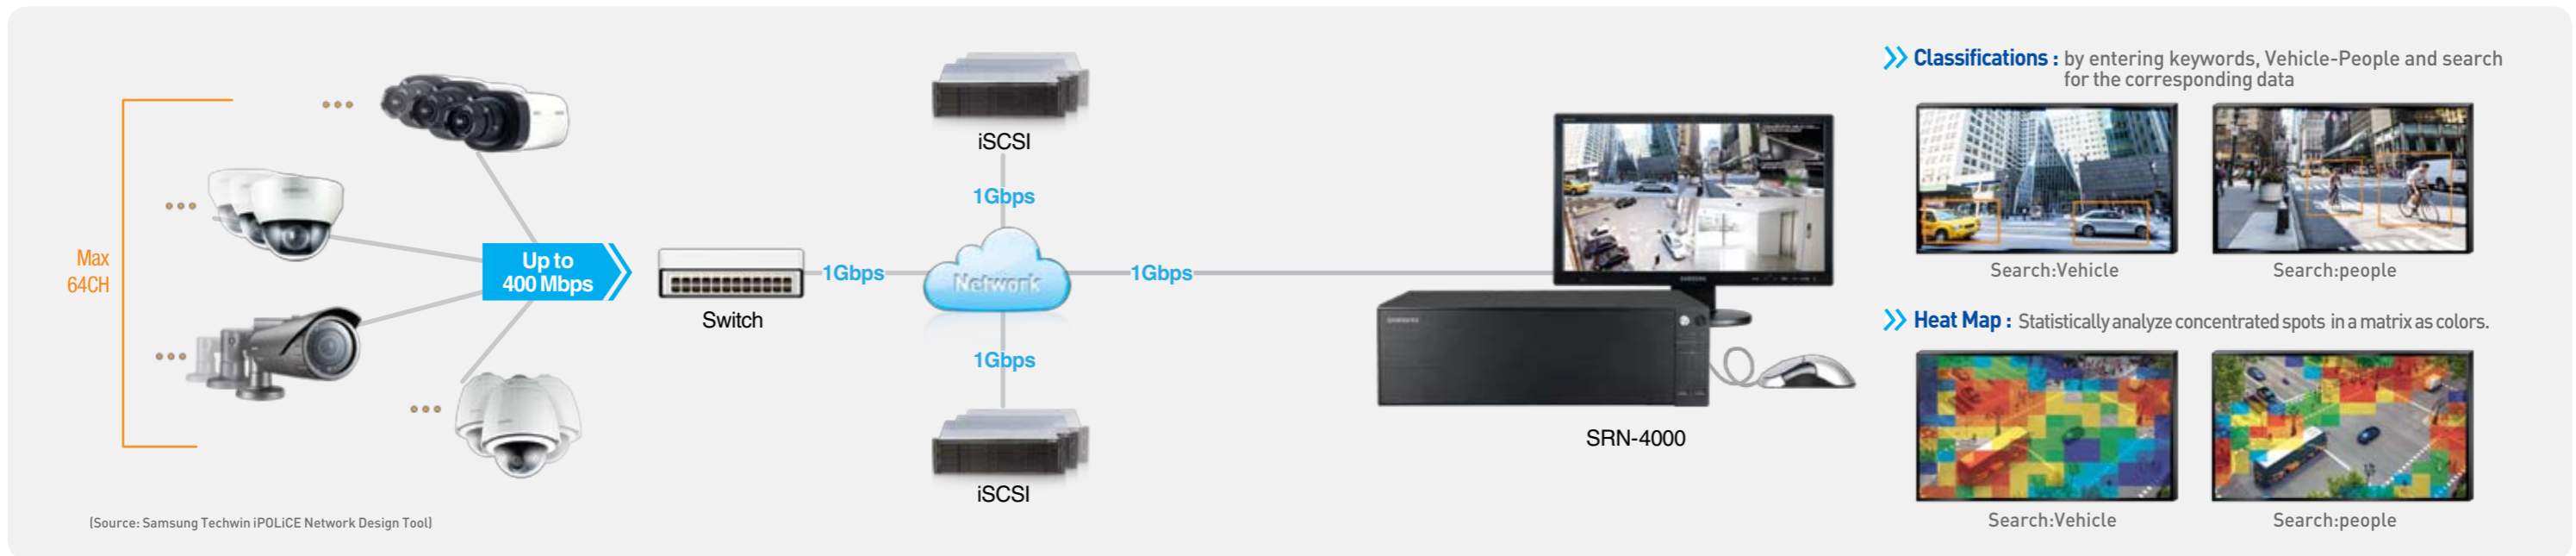 Max
64CH
Up to
400 Mbps
Switch
1Gbps
iSCSI
1Gbps
Network
1Gbps
iSCSI
1Gbps
SAMSUNG
SAMSUNG
SRN-4000
Classifications : by entering keywords, Vehicle-People and search
for the corresponding data
Search:Vehicle
Search:people
Heat Map : Statistically analyze concentrated spots in a matrix as colors.
Search:Vehicle
Search:people
(Source: Samsung Techwin iPOLiCE Network Design Tool)